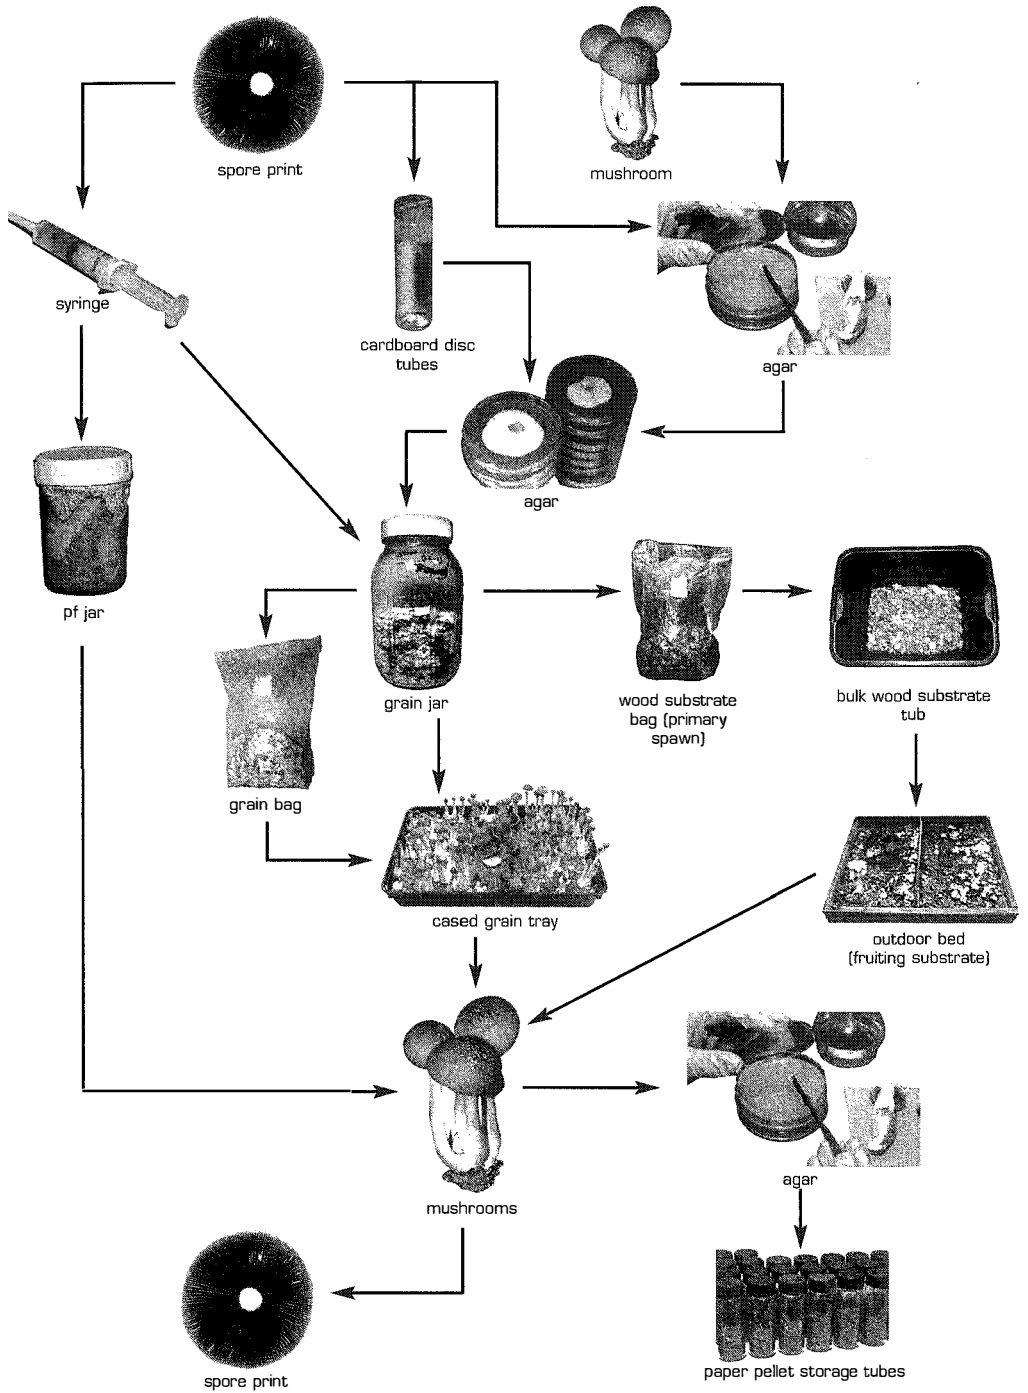 spore print
mushroom
syringe
cardboard disc
tubes
agar
agar
pf jar
grain jar
wood substrate
bag (primary
spawn)
bulk wood substrate
tub
grain bag
cased grain tray
outdoor bed
(fruiting substrate)
agar
mushrooms
paper pellet storage tubes
spore print